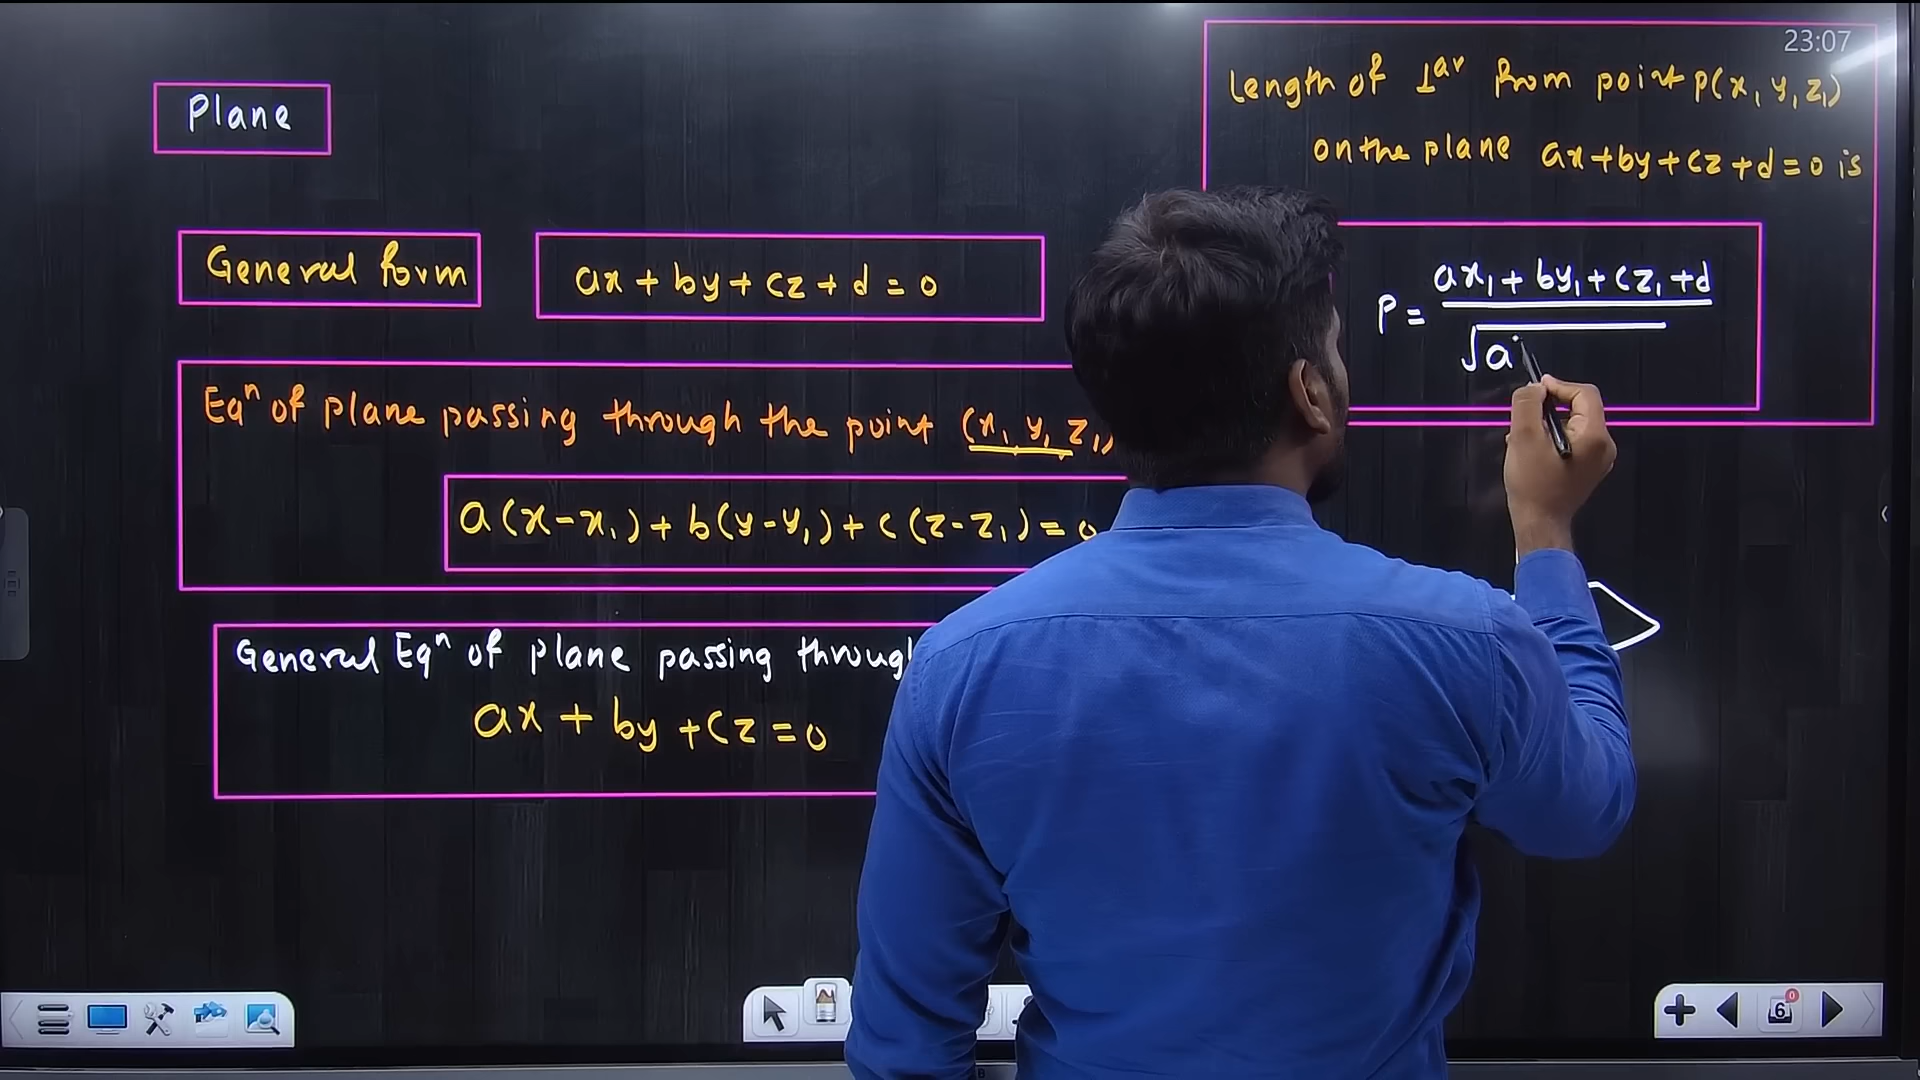 23:07
Plane
General form
ax + by + cz + d = 0
Eqⁿ of plane passing through the point (x₁ y₁ z₁)
a(x-x₁) + b(y-y₁) + c(z-z₁) = 0
General Eqⁿ of plane passing through
ax + by + cz = 0
Length of ⊥ar from point P(x₁ y₁ z₁)
on the plane ax+by+cz+d=0 is
P = ax₁ + by₁ + cz₁ + d
√a
6
0